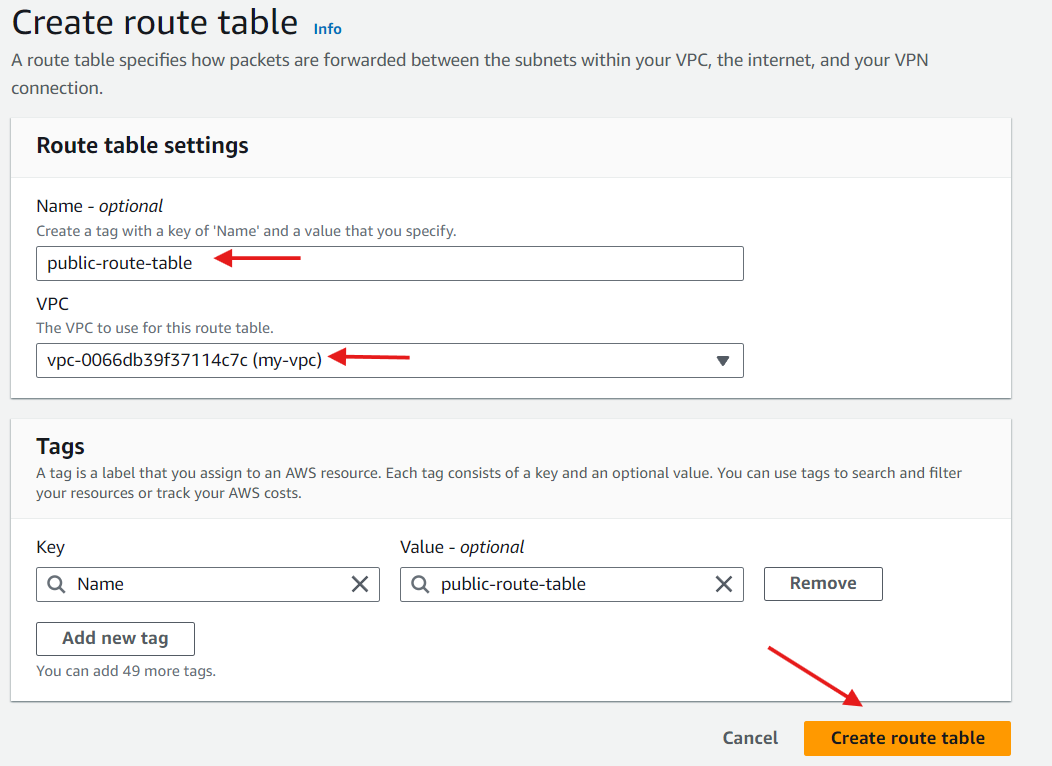 Create route table Info
A route table specifies how packets are forwarded between the subnets within your VPC, the internet, and your VPN
connection.
Route table settings
Name - optional
Create a tag with a key of 'Name' and a value that you specify.
public-route-table
VPC
The VPC to use for this route table.
vpc-0066db39f37114c7c (my-vpc)
Tags
A tag is a label that you assign to an AWS resource. Each tag consists of a key and an optional value. You can use tags to search and filter
your resources or track your AWS costs.
Key Value - optional
Name public-route-table Remove
Add new tag
You can add 49 more tags.
Cancel Create route table